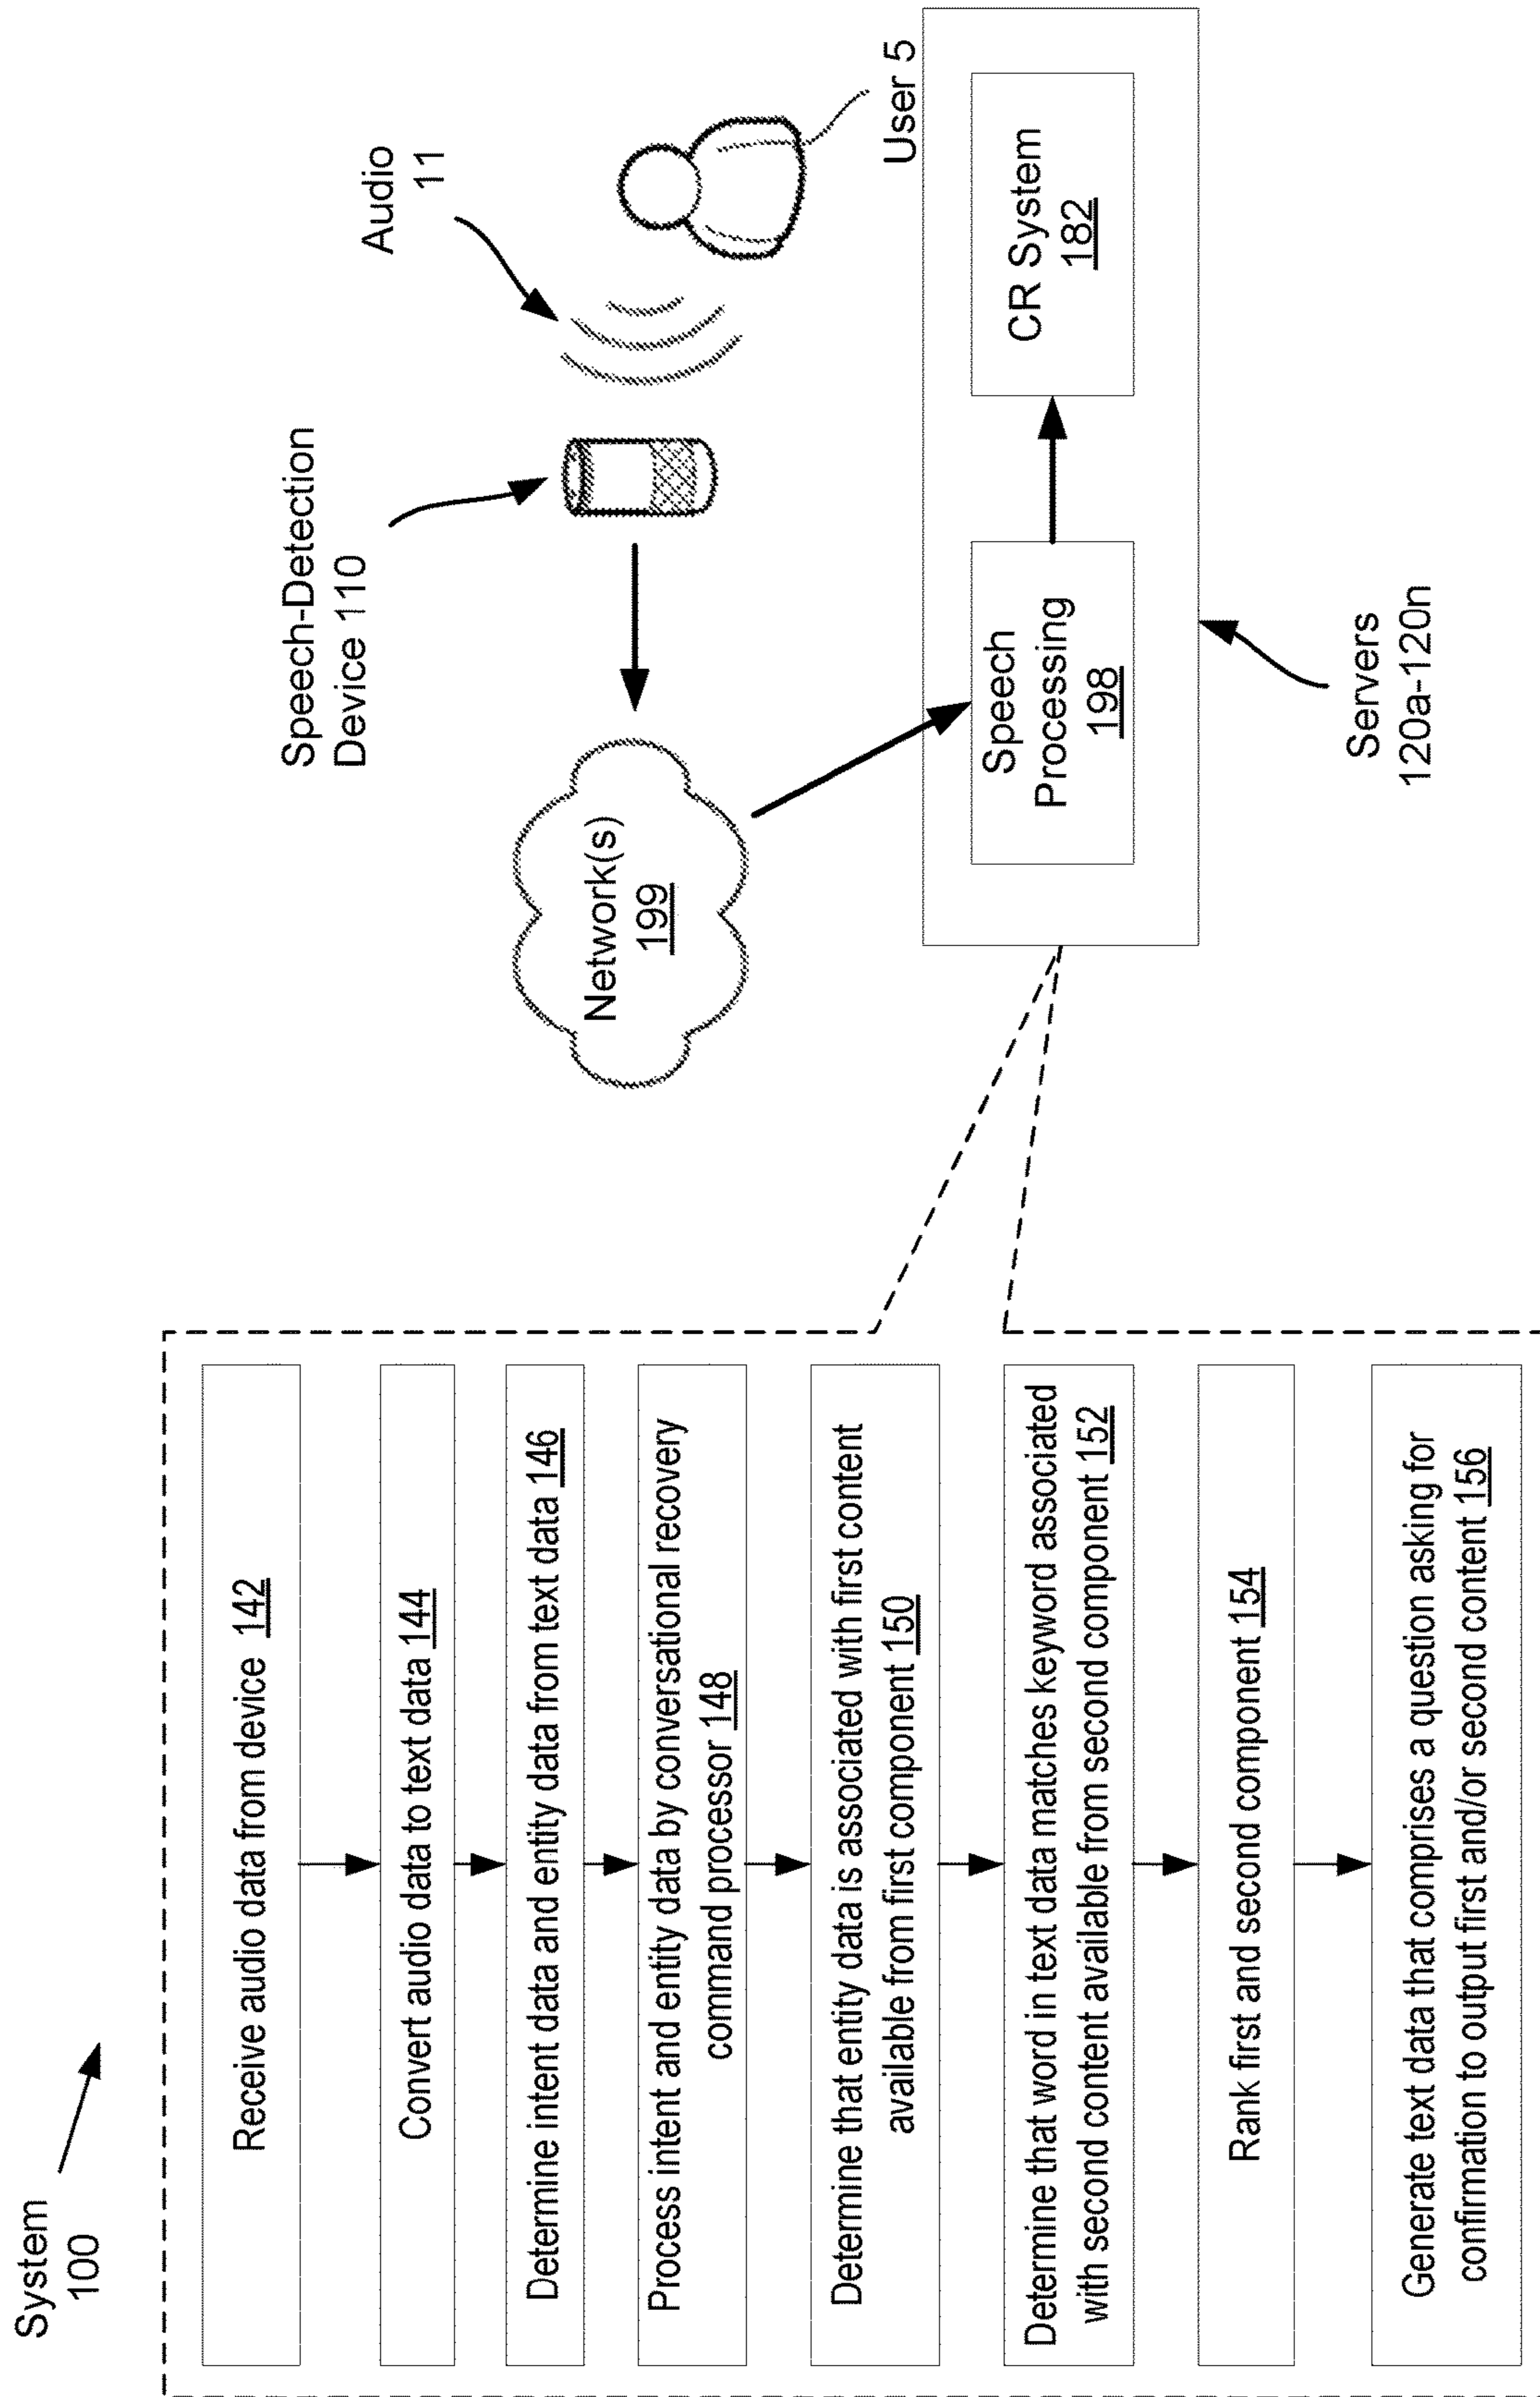 System
100
Receive audio data from device 142
Convert audio data to text data 144
Determine intent data and entity data from text data 146
Process intent and entity data by conversational recovery
command processor 148
Determine that entity data is associated with first content
available from first component 150
Determine that word in text data matches keyword associated
with second content available from second component 152
Rank first and second component 154
Generate text data that comprises a question asking for
confirmation to output first and/or second content 156
Speech-Detection
Device 110
Audio
11
User 5
Network(s)
199
Speech
Processing
198
CR System
182
Servers
120a-120n